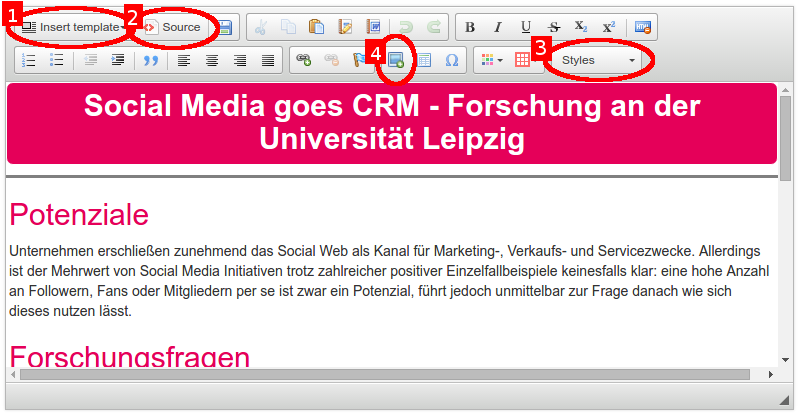 1 Insert template 2 Source B I U S X₂ X²
4 Ω 3 Styles
Social Media goes CRM - Forschung an der
Universität Leipzig
Potenziale
Unternehmen erschließen zunehmend das Social Web als Kanal für Marketing-, Verkaufs- und Servicezwecke. Allerdings
ist der Mehrwert von Social Media Initiativen trotz zahlreicher positiver Einzelfallbeispiele keinesfalls klar: eine hohe Anzahl
an Followern, Fans oder Mitgliedern per se ist zwar ein Potenzial, führt jedoch unmittelbar zur Frage danach wie sich
dieses nutzen lässt.
Forschungsfragen